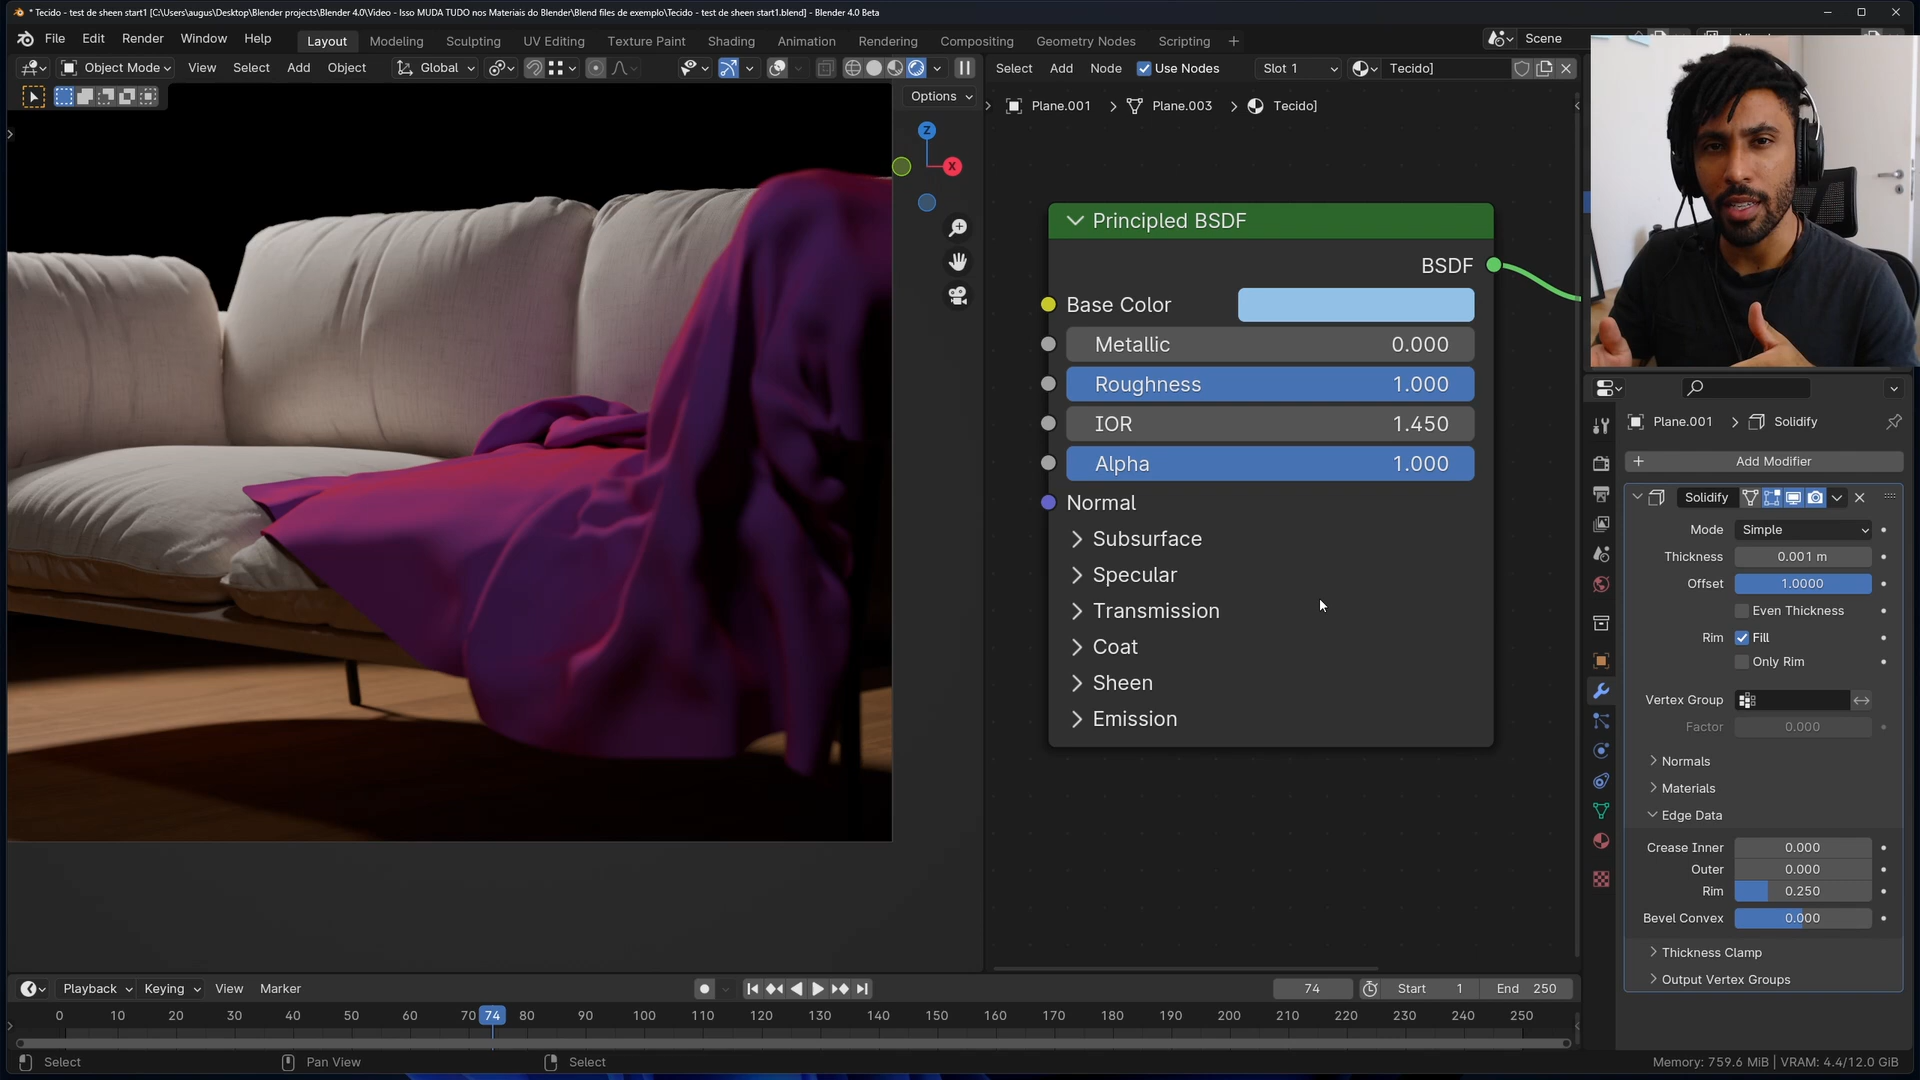 * Tecido - test de sheen start1 [C:\Users\augus\Desktop\Blender projects\Blender 4.0\Video - Isso MUDA TUDO nos Materiais do Blender\Blend files de exemplo\Tecido - test de sheen start1.blend] - Blender 4.0 Beta
File Edit Render Window Help Layout Modeling Sculpting UV Editing Texture Paint Shading Animation Rendering Compositing Geometry Nodes Scripting + Scene
Object Mode View Select Add Object Global
Select Add Node Use Nodes Slot 1 Tecido]
Options
Plane.001 Plane.003 Tecido]
Z
X
Principled BSDF
BSDF
Base Color
Metallic 0.000
Roughness 1.000
IOR 1.450
Alpha 1.000
Normal
Subsurface
Specular
Transmission
Coat
Sheen
Emission
Plane.001 Solidify
Add Modifier
Solidify
Mode Simple
Thickness 0.001 m
Offset 1.0000
Even Thickness
Rim Fill
Only Rim
Vertex Group
Factor 0.000
Normals
Materials
Edge Data
Crease Inner 0.000
Outer 0.000
Rim 0.250
Bevel Convex 0.000
Thickness Clamp
Output Vertex Groups
Playback Keying View Marker 74 Start 1 End 250
0 10 20 30 40 50 60 70 74 80 90 100 110 120 130 140 150 160 170 180 190 200 210 220 230 240 250
Select Pan View Select Memory: 759.6 MiB | VRAM: 4.4/12.0 GiB